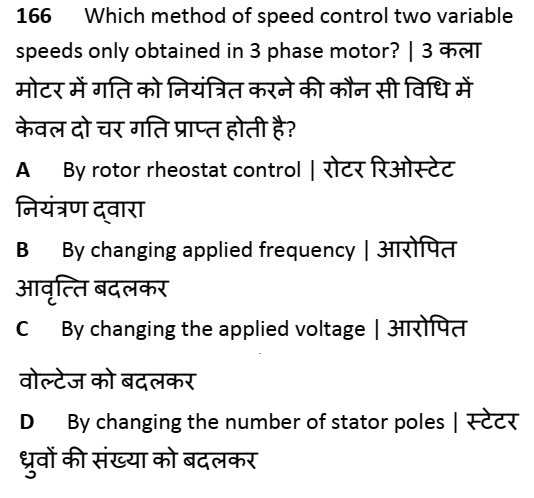 166 Which method of speed control two variable
speeds only obtained in 3 phase motor? | 3 कला
मोटर में गति को नियंत्रित करने की कौन सी विधि में
केवल दो चर गति प्राप्त होती है?
A By rotor rheostat control | रोटर रिओस्टेट
नियंत्रण द्वारा
B By changing applied frequency | आरोपित
आवृत्ति बदलकर
C By changing the applied voltage | आरोपित
वोल्टेज को बदलकर
D By changing the number of stator poles | स्टेटर
ध्रुवों की संख्या को बदलकर